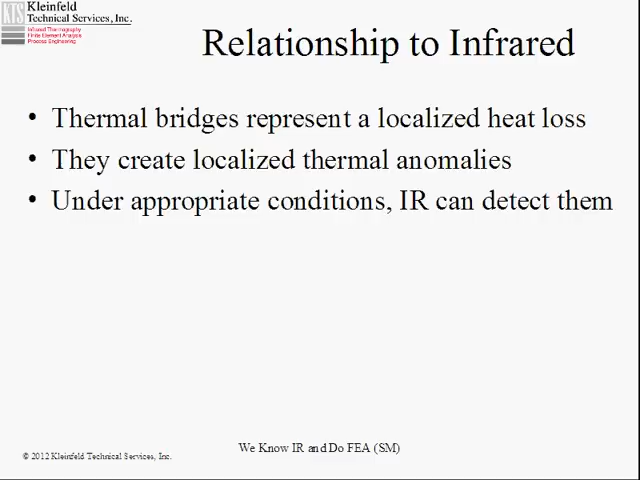 KTS
Kleinfeld
Technical Services, Inc.
Infrared Thermography
Finite Element Analysis
Process Engineering
Relationship to Infrared
• Thermal bridges represent a localized heat loss
• They create localized thermal anomalies
• Under appropriate conditions, IR can detect them
We Know IR and Do FEA (SM)
© 2012 Kleinfeld Technical Services, Inc.